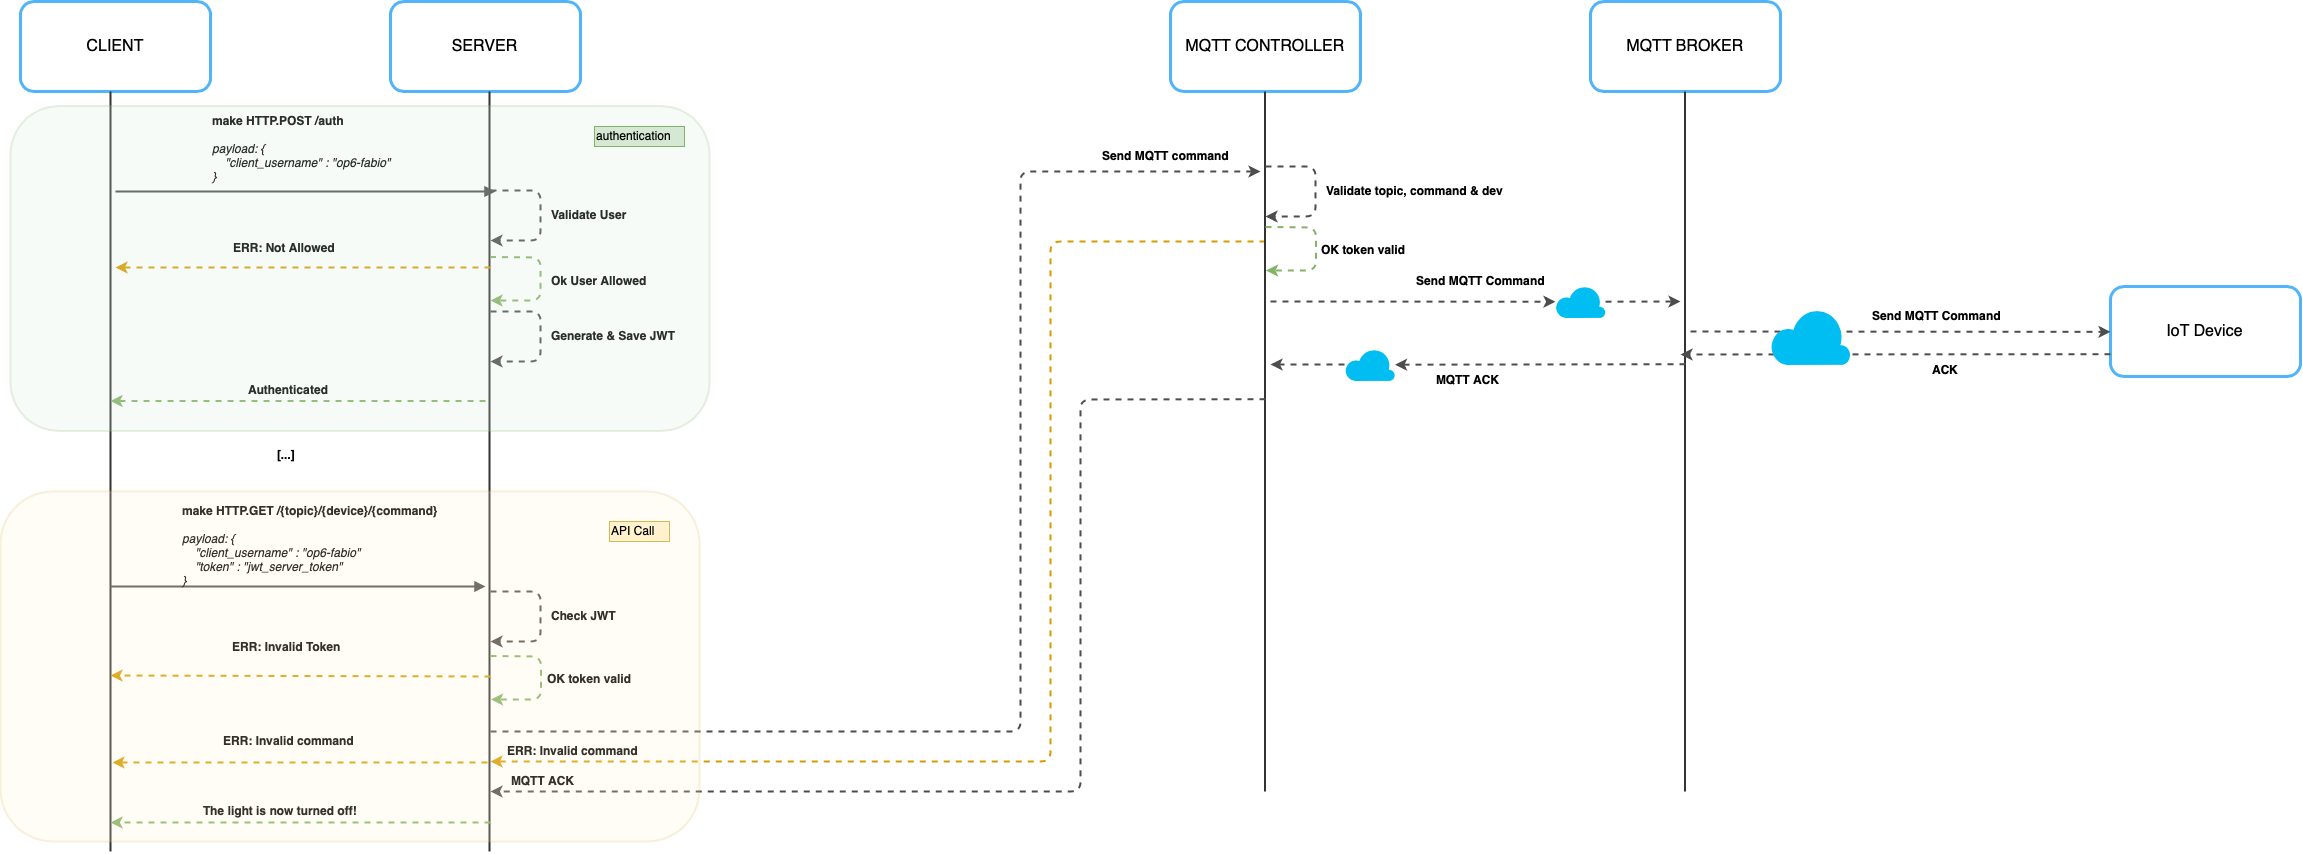 CLIENT
SERVER
MQTT CONTROLLER
MQTT BROKER
make HTTP.POST /auth
authentication
payload: {
"client_username" : "op6-fabio"
}
Validate User
ERR: Not Allowed
Ok User Allowed
Generate & Save JWT
Authenticated
Send MQTT command
Validate topic, command & dev
OK token valid
Send MQTT Command
Send MQTT Command
IoT Device
ACK
MQTT ACK
[...]
make HTTP.GET /{topic}/{device}/{command}
API Call
payload: {
"client_username" : "op6-fabio"
"token" : "jwt_server_token"
}
Check JWT
ERR: Invalid Token
OK token valid
ERR: Invalid command
ERR: Invalid command
MQTT ACK
The light is now turned off!